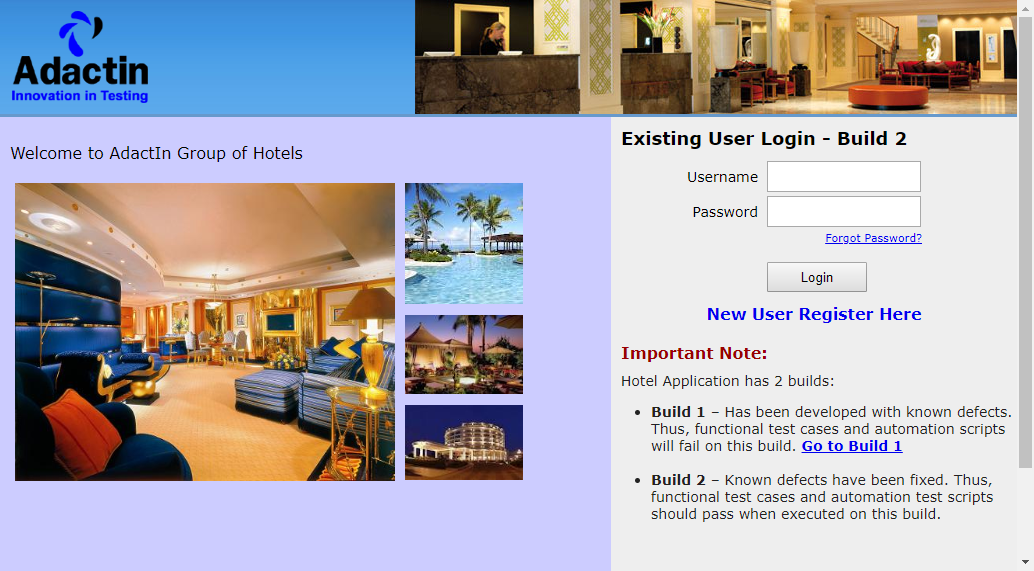 Adactin
Innovation in Testing
Welcome to AdactIn Group of Hotels
Existing User Login - Build 2
Username
Password
Forgot Password?
Login
New User Register Here
Important Note:
Hotel Application has 2 builds:
• Build 1 – Has been developed with known defects.
Thus, functional test cases and automation scripts
will fail on this build. Go to Build 1
• Build 2 – Known defects have been fixed. Thus,
functional test cases and automation test scripts
should pass when executed on this build.